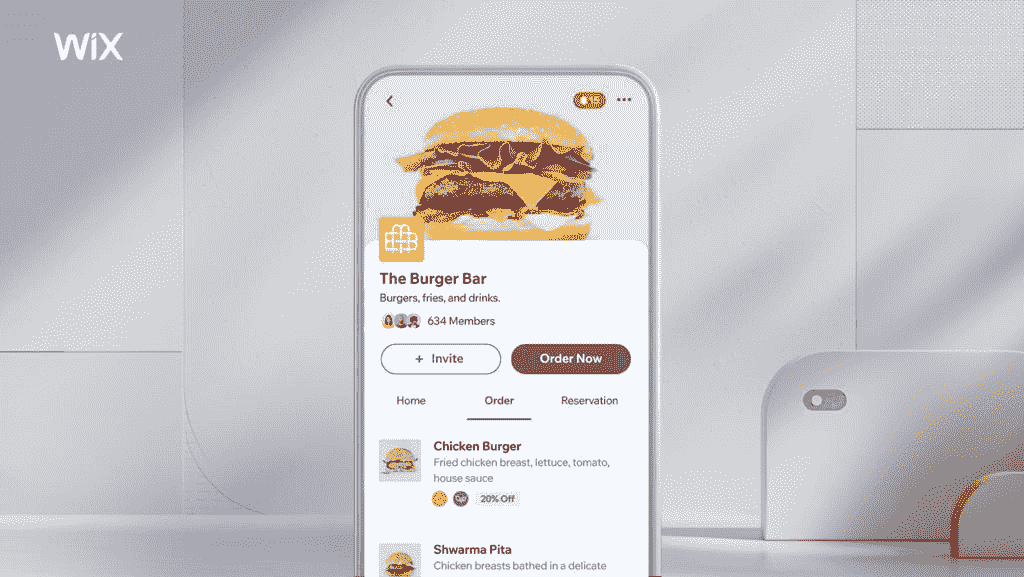 WiX
15
The Burger Bar
Burgers, fries, and drinks.
634 Members
+ Invite
Order Now
Home
Order
Reservation
Chicken Burger
Fried chicken breast, lettuce, tomato,
house sauce
20% Off
Shwarma Pita
Chicken breasts bathed in a delicate